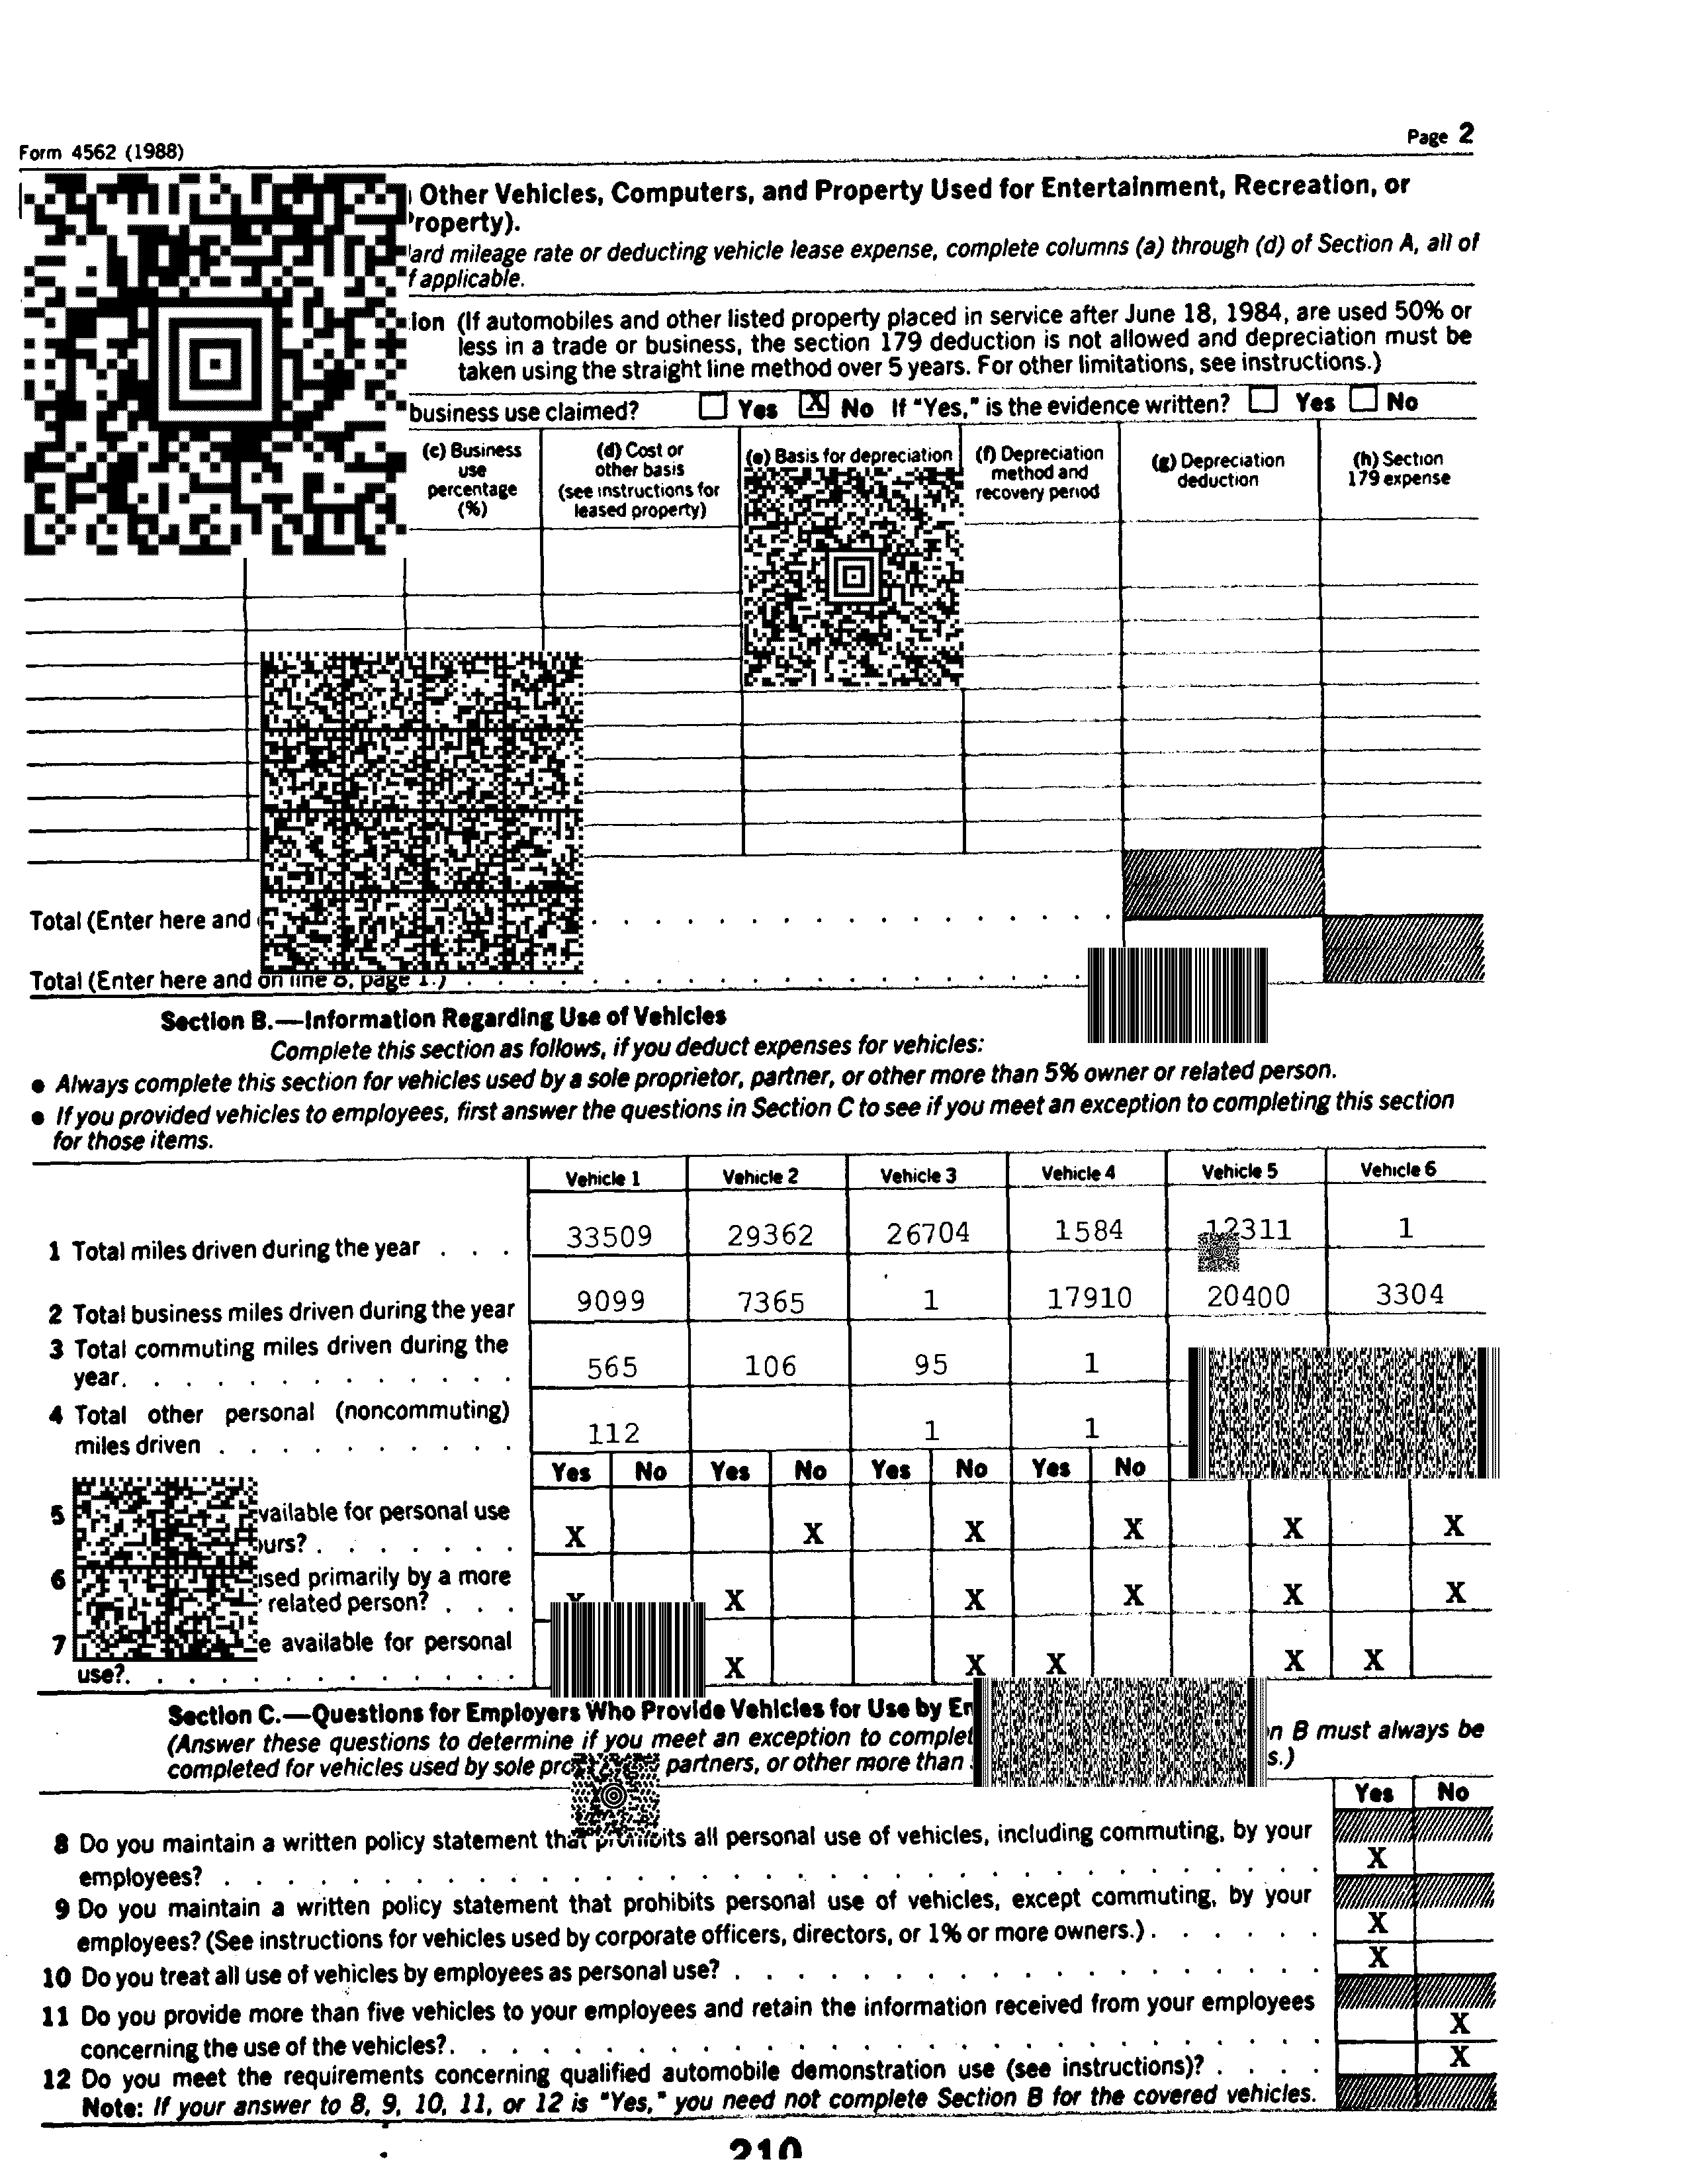 Page 2
Form 4562 (1988)
Other Vehicles, Computers, and Property Used for Entertainment, Recreation, or
roperty).
ard mileage rate or deducting vehicle lease expense, complete columns (a) through (d) of Section A, all of
f applicable.
ion (If automobiles and other listed property placed in service after June 18, 1984, are used 50% or
less in a trade or business, the section 179 deduction is not allowed and depreciation must be
taken using the straight line method over 5 years. For other limitations, see instructions.)
business use claimed? Yes X No If "Yes," is the evidence written? Yes No
(c) Business use percentage (%) (d) Cost or other basis (see instructions for leased property) (e) Basis for depreciation (f) Depreciation method and recovery period (g) Depreciation deduction (h) Section 179 expense
Total (Enter here and
Total (Enter here and on line 8, page 1.)
Section B.—Information Regarding Use of Vehicles
Complete this section as follows, if you deduct expenses for vehicles:
● Always complete this section for vehicles used by a sole proprietor, partner, or other more than 5% owner or related person.
● If you provided vehicles to employees, first answer the questions in Section C to see if you meet an exception to completing this section
for those items.
Vehicle 1 Vehicle 2 Vehicle 3 Vehicle 4 Vehicle 5 Vehicle 6
1 Total miles driven during the year . . . 33509 29362 26704 1584 12311 1
2 Total business miles driven during the year 9099 7365 1 17910 20400 3304
3 Total commuting miles driven during the
year. . . . . . . . . . . . . 565 106 95 1
4 Total other personal (noncommuting)
miles driven . . . . . . . . . . 112 1 1
Yes No Yes No Yes No Yes No
5 vailable for personal use
ours? . . . . . . . X X X X X X
6 used primarily by a more
related person? . . . X X X X X X
7 e available for personal
use?. . . . . . . . . . . . . X X X X X
Section C.—Questions for Employers Who Provide Vehicles for Use by Em
(Answer these questions to determine if you meet an exception to complet n B must always be
completed for vehicles used by sole pro partners, or other more than s.)
Yes No
8 Do you maintain a written policy statement that prohibits all personal use of vehicles, including commuting, by your
employees? X
9 Do you maintain a written policy statement that prohibits personal use of vehicles, except commuting, by your
employees? (See instructions for vehicles used by corporate officers, directors, or 1% or more owners.) . . . . . . X
10 Do you treat all use of vehicles by employees as personal use? X
11 Do you provide more than five vehicles to your employees and retain the information received from your employees
concerning the use of the vehicles?. X
12 Do you meet the requirements concerning qualified automobile demonstration use (see instructions)? . . . . X
Note: If your answer to 8, 9, 10, 11, or 12 is "Yes," you need not complete Section B for the covered vehicles.
210